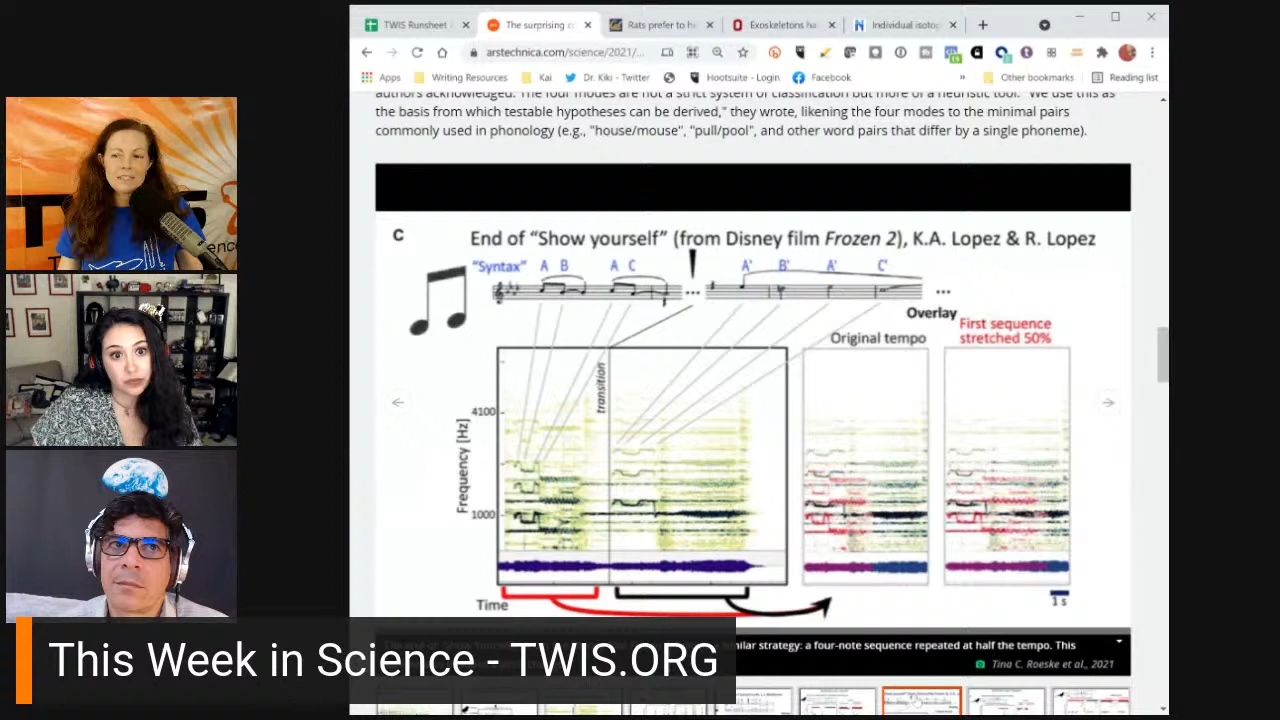 TWIS Runsheet
The surprising c
Rats prefer to he
Exoskeletons ha
Individual isotop
arstechnica.com/science/2021/...
Apps
Writing Resources
Kai
Dr. Kiki - Twitter
Hootsuite - Login
Facebook
»
Other bookmarks
Reading list
authors acknowledged. The four modes are not a strict system of classification but more of a heuristic tool. "We use this as
the basis from which testable hypotheses can be derived," they wrote, likening the four modes to the minimal pairs
commonly used in phonology (e.g., "house/mouse", "pull/pool", and other word pairs that differ by a single phoneme).
C
End of "Show yourself" (from Disney film Frozen 2), K.A. Lopez & R. Lopez
"Syntax" A B A C A' B' A' C'
...
...
Overlay
Original tempo
First sequence
stretched 50%
transition
Frequency [Hz]
4100
1000
Time
1 s
similar strategy: a four-note sequence repeated at half the tempo. This
Tina C. Roeske et al., 2021
This Week in Science - TWIS.ORG